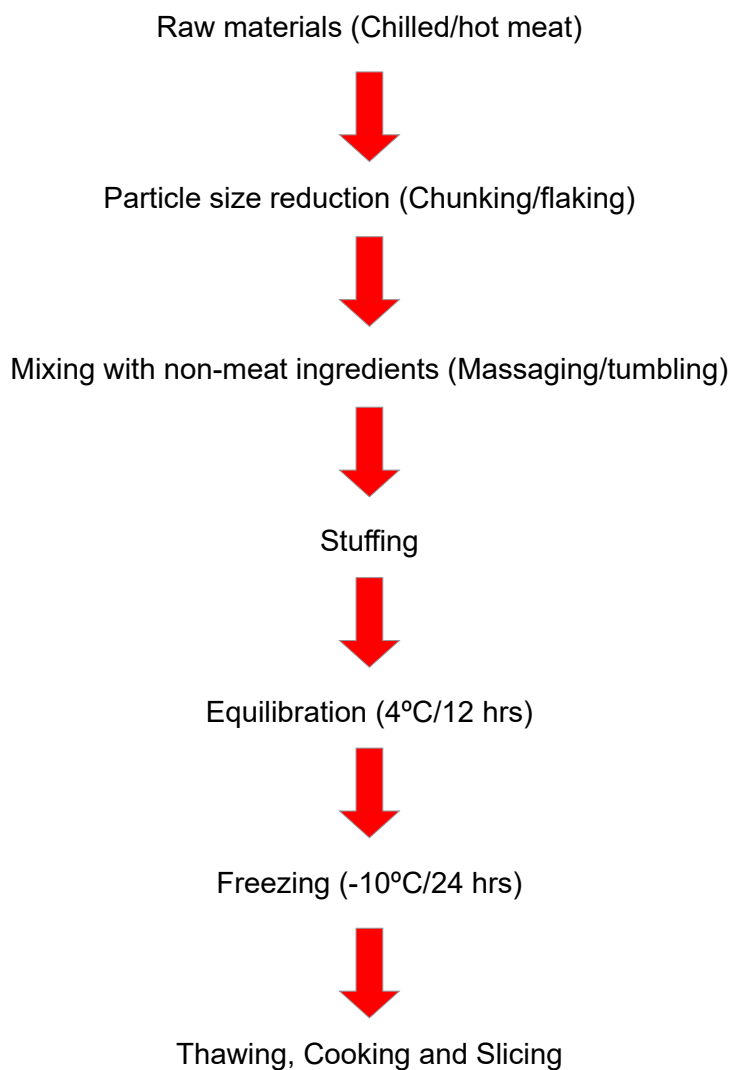 Raw materials (Chilled/hot meat)
Particle size reduction (Chunking/flaking)
Mixing with non-meat ingredients (Massaging/tumbling)
Stuffing
Equilibration (4ºC/12 hrs)
Freezing (-10ºC/24 hrs)
Thawing, Cooking and Slicing